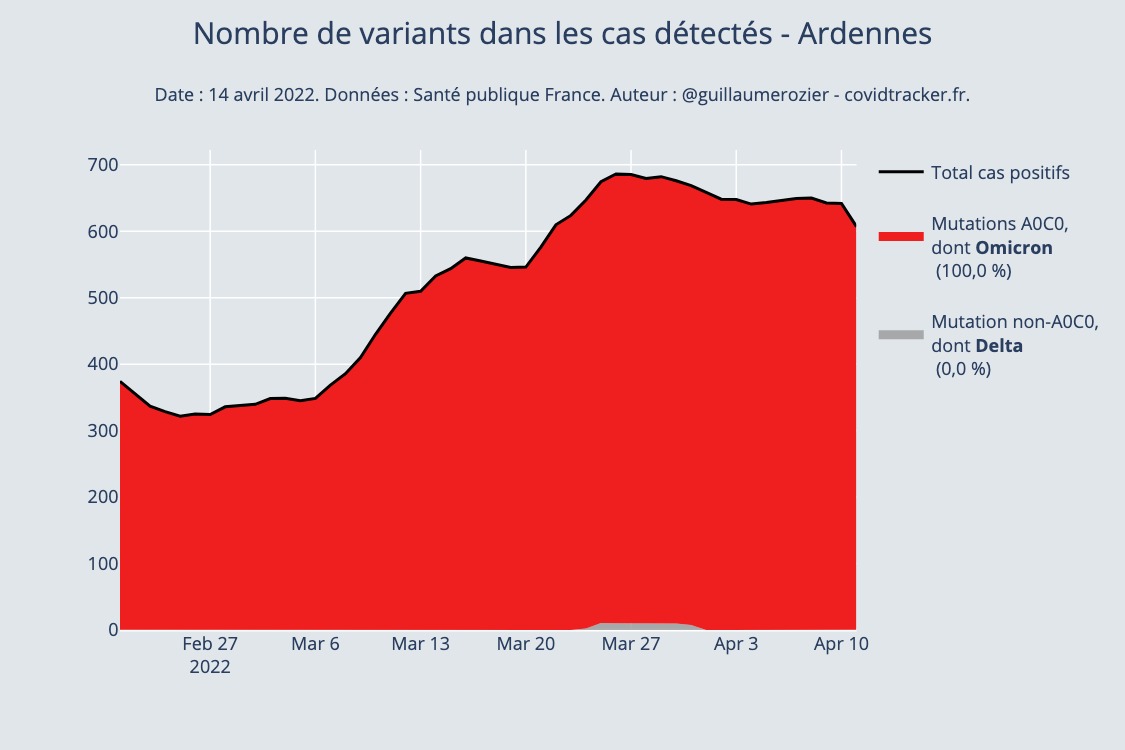 Nombre de variants dans les cas détectés - Ardennes
Date : 14 avril 2022. Données : Santé publique France. Auteur : @guillaumerozier - covidtracker.fr.
700
600
500
400
300
200
100
0
Feb 27
2022
Mar 6
Mar 13
Mar 20
Mar 27
Apr 3
Apr 10
Total cas positifs
Mutations A0C0,
dont Omicron
(100,0 %)
Mutation non-A0C0,
dont Delta
(0,0 %)